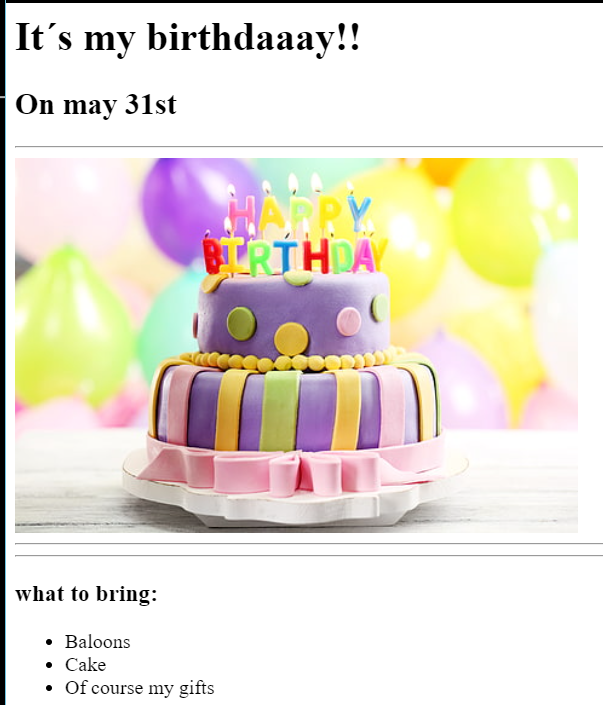 It´s my birthdaaay!!
On may 31st
HAPPY
BIRTHDAY
what to bring:
Baloons
Cake
Of course my gifts